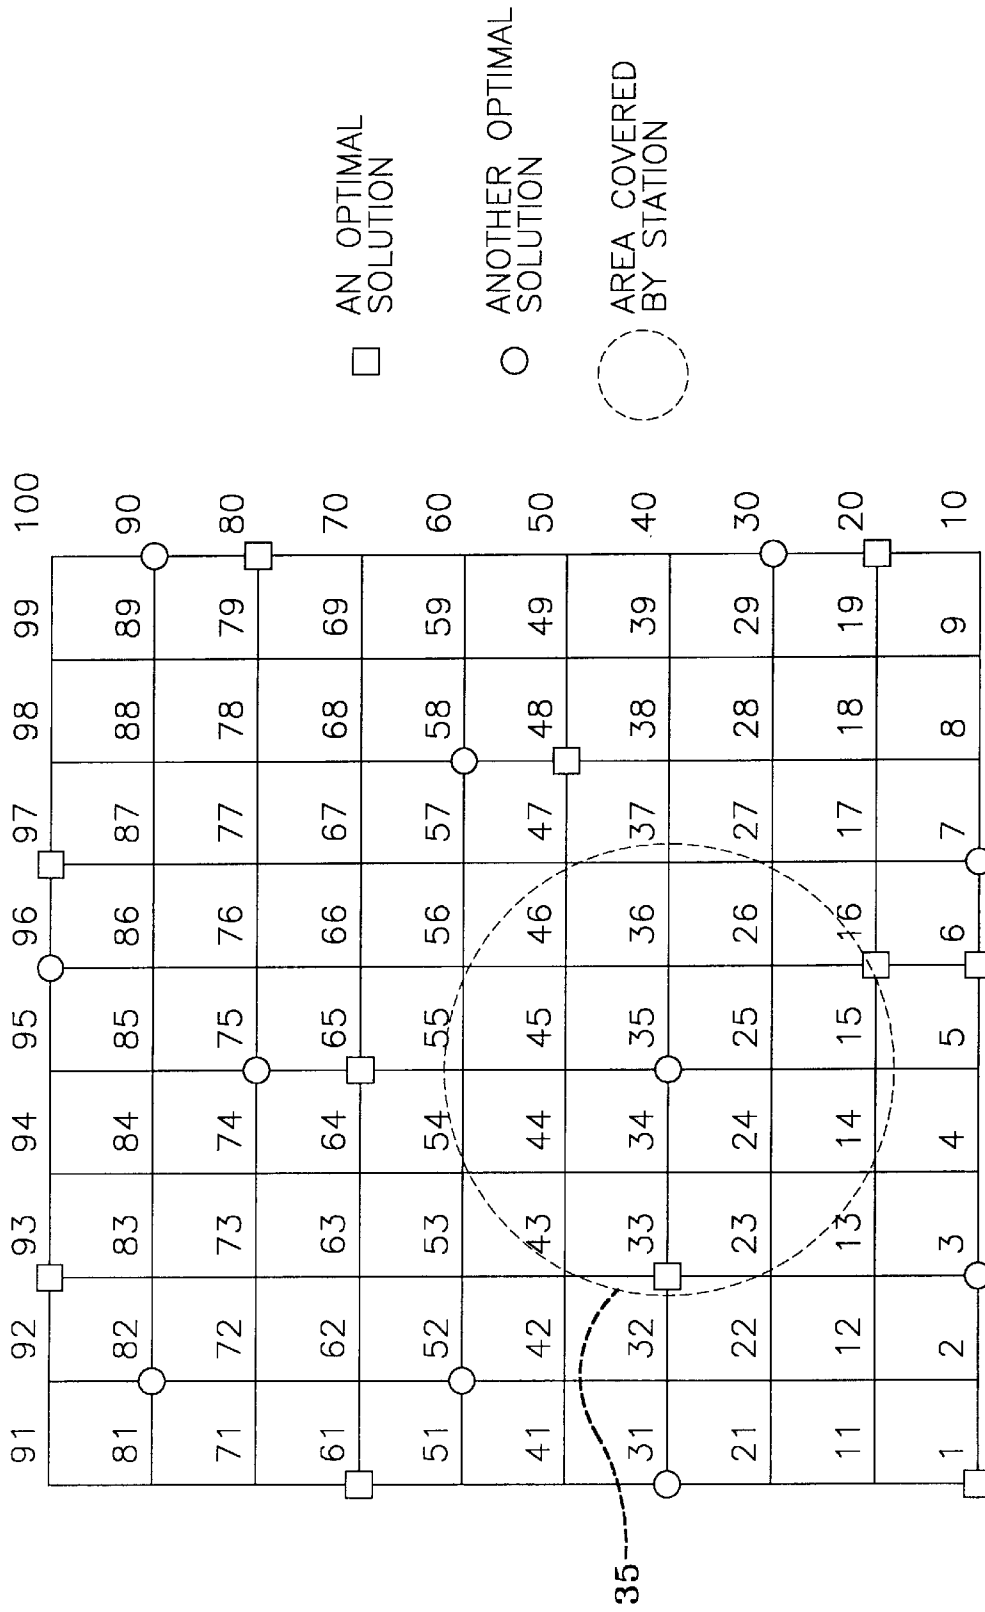 91 92 93 94 95 96 97 98 99 100
81 82 83 84 85 86 87 88 89 90
71 72 73 74 75 76 77 78 79 80
61 62 63 64 65 66 67 68 69 70
51 52 53 54 55 56 57 58 59 60
41 42 43 44 45 46 47 48 49 50
31 32 33 34 35 36 37 38 39 40
21 22 23 24 25 26 27 28 29 30
11 12 13 14 15 16 17 18 19 20
1 2 3 4 5 6 7 8 9 10
35
AN OPTIMAL
SOLUTION
ANOTHER OPTIMAL
SOLUTION
AREA COVERED
BY STATION